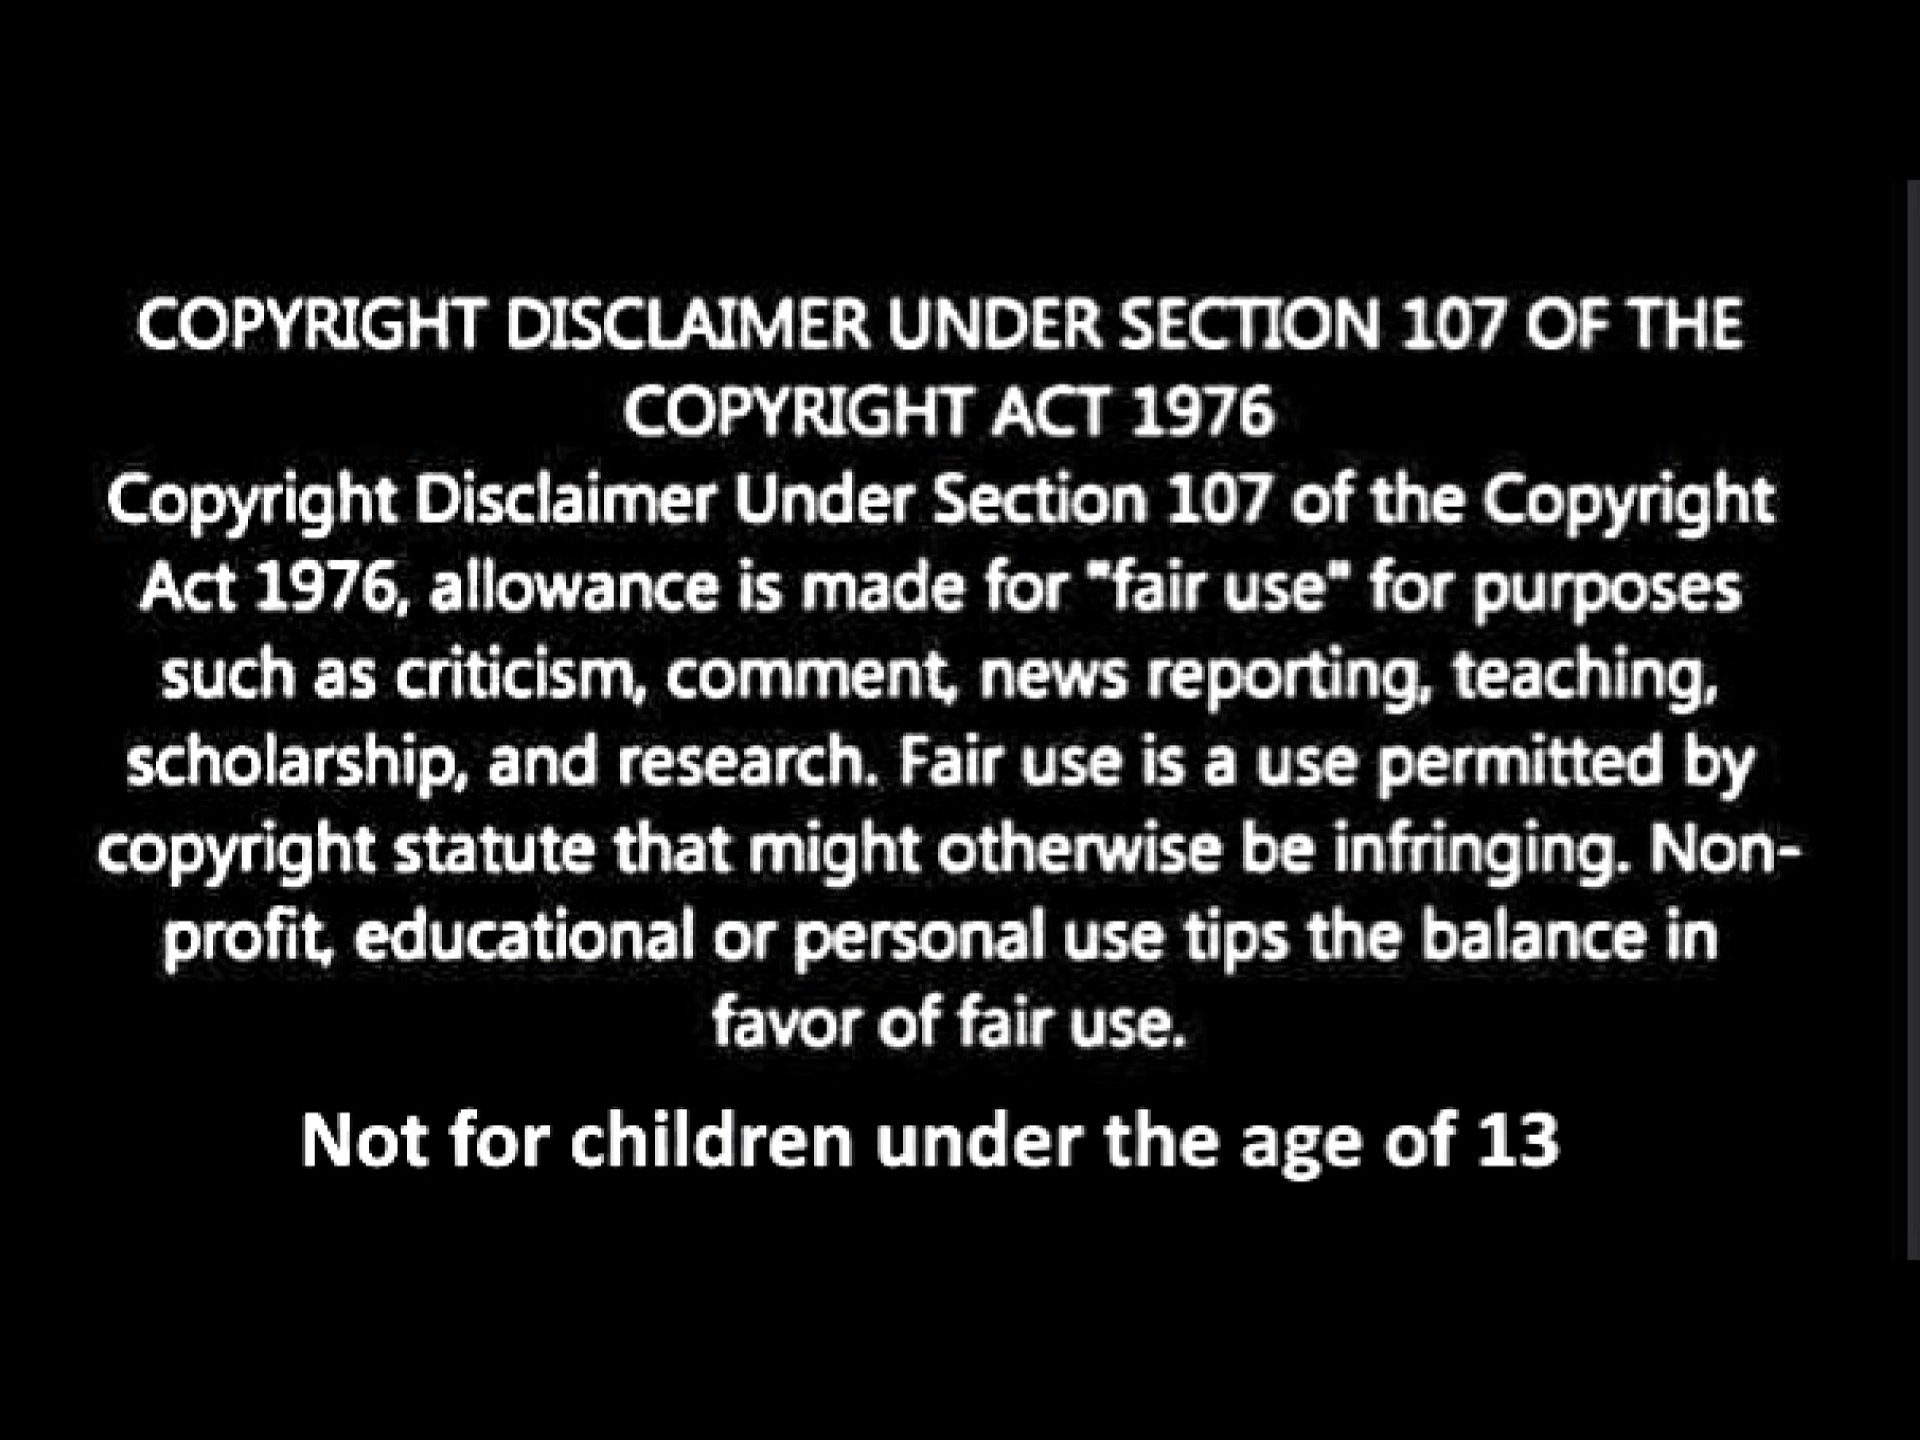 COPYRIGHT DISCLAIMER UNDER SECTION 107 OF THE
COPYRIGHT ACT 1976
Copyright Disclaimer Under Section 107 of the Copyright
Act 1976, allowance is made for "fair use" for purposes
such as criticism, comment, news reporting, teaching,
scholarship, and research. Fair use is a use permitted by
copyright statute that might otherwise be infringing. Non-
profit, educational or personal use tips the balance in
favor of fair use.
Not for children under the age of 13